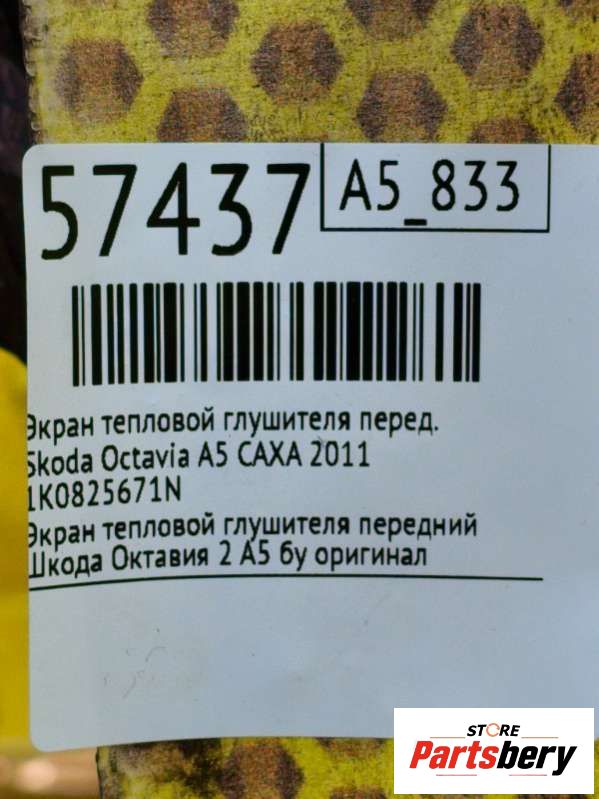 57437
A5_833
Экран тепловой глушителя перед.
Skoda Octavia A5 CAXA 2011
1K0825671N
Экран тепловой глушителя передний
Шкода Октавия 2 А5 бу оригинал
STORE
Partsbery